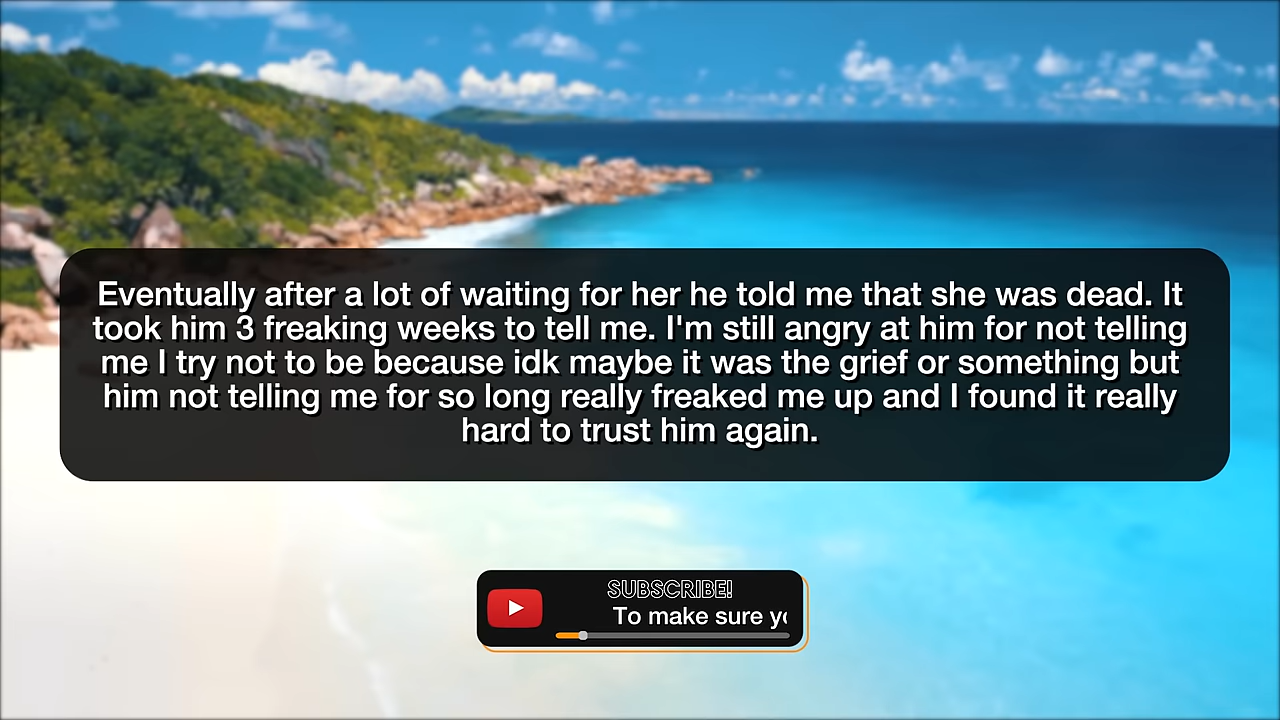 Eventually after a lot of waiting for her he told me that she was dead. It
took him 3 freaking weeks to tell me. I'm still angry at him for not telling
me I try not to be because idk maybe it was the grief or something but
him not telling me for so long really freaked me up and I found it really
hard to trust him again.
SUBSCRIBE!
To make sure